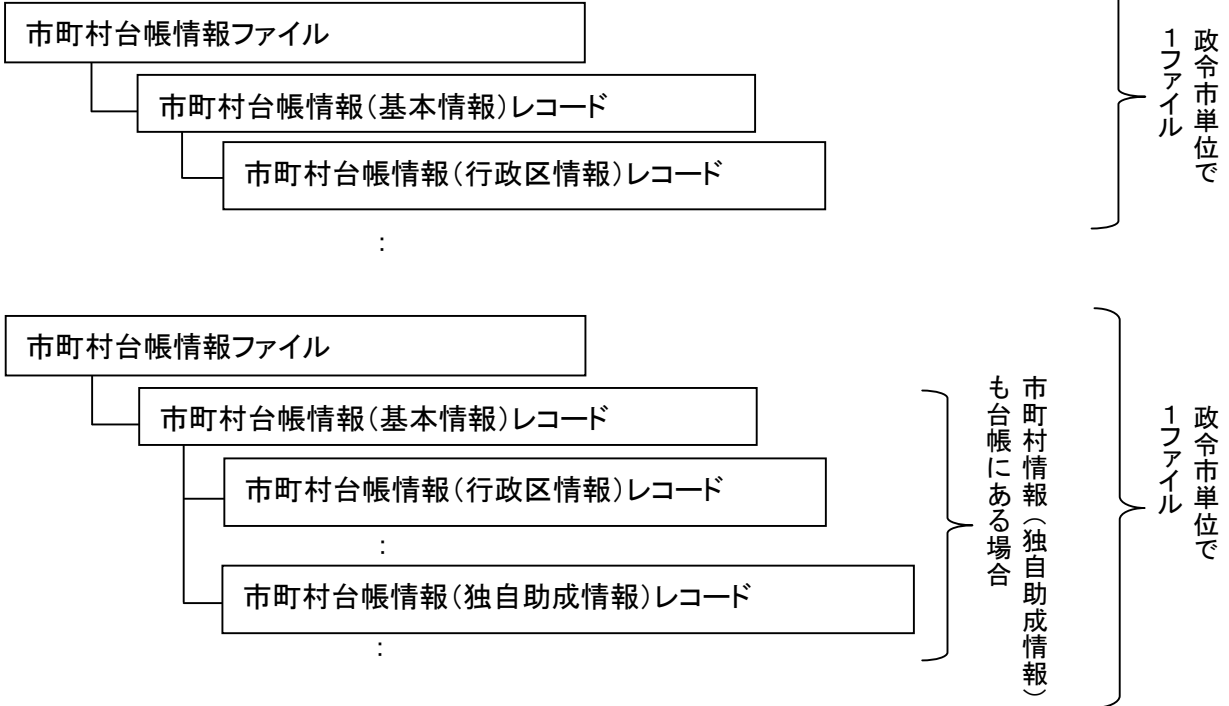 市町村台帳情報ファイル
市町村台帳情報（基本情報）レコード
市町村台帳情報（行政区情報）レコード
：
政令市単位で
１ファイル
市町村台帳情報ファイル
市町村台帳情報（基本情報）レコード
市町村台帳情報（行政区情報）レコード
：
市町村台帳情報（独自助成情報）レコード
：
市町村情報（独自助成情報）
も台帳にある場合
政令市単位で
１ファイル